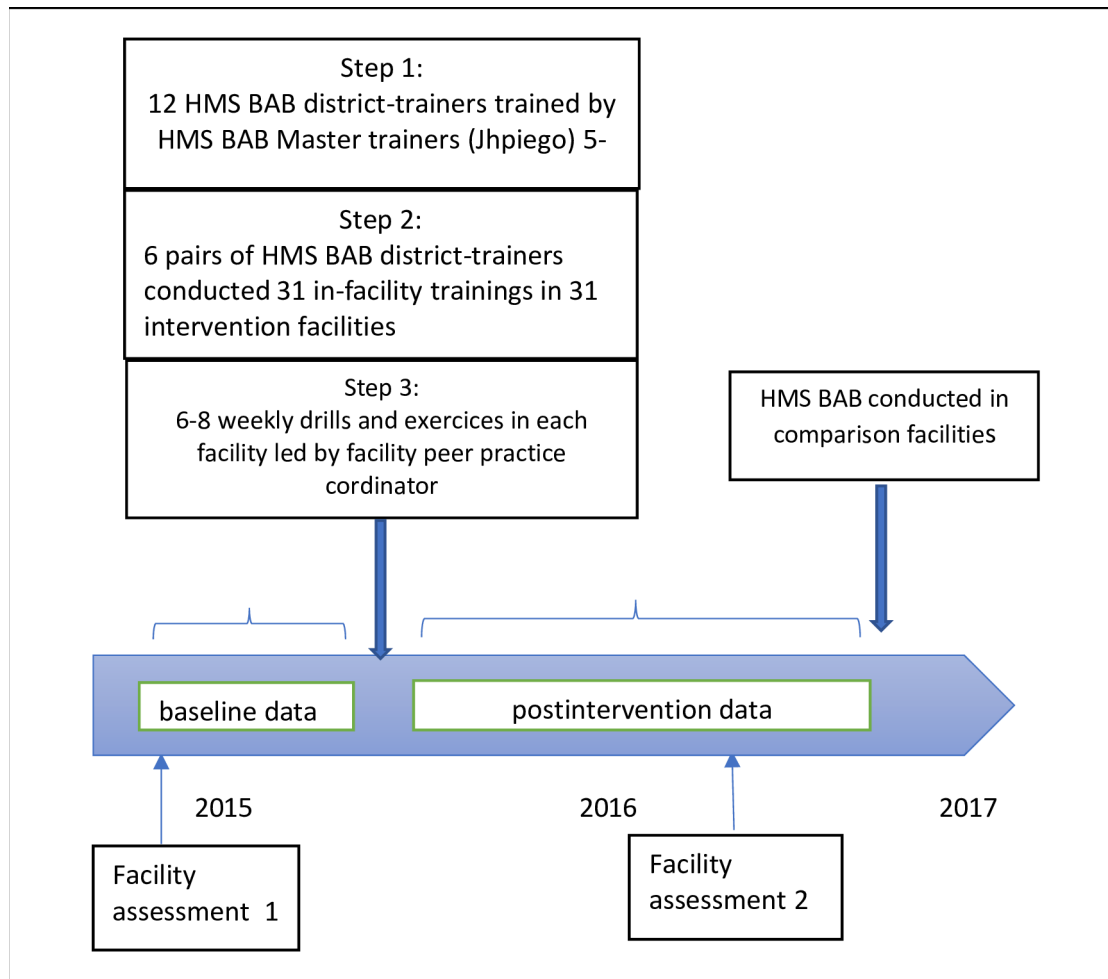 Step 1:
12 HMS BAB district-trainers trained by
HMS BAB Master trainers (Jhpiego) 5-
Step 2:
6 pairs of HMS BAB district-trainers
conducted 31 in-facility trainings in 31
intervention facilities
Step 3:
6-8 weekly drills and exercices in each
facility led by facility peer practice
cordinator
HMS BAB conducted in
comparison facilities
baseline data
postintervention data
2015
2016
2017
Facility
assessment 1
Facility
assessment 2